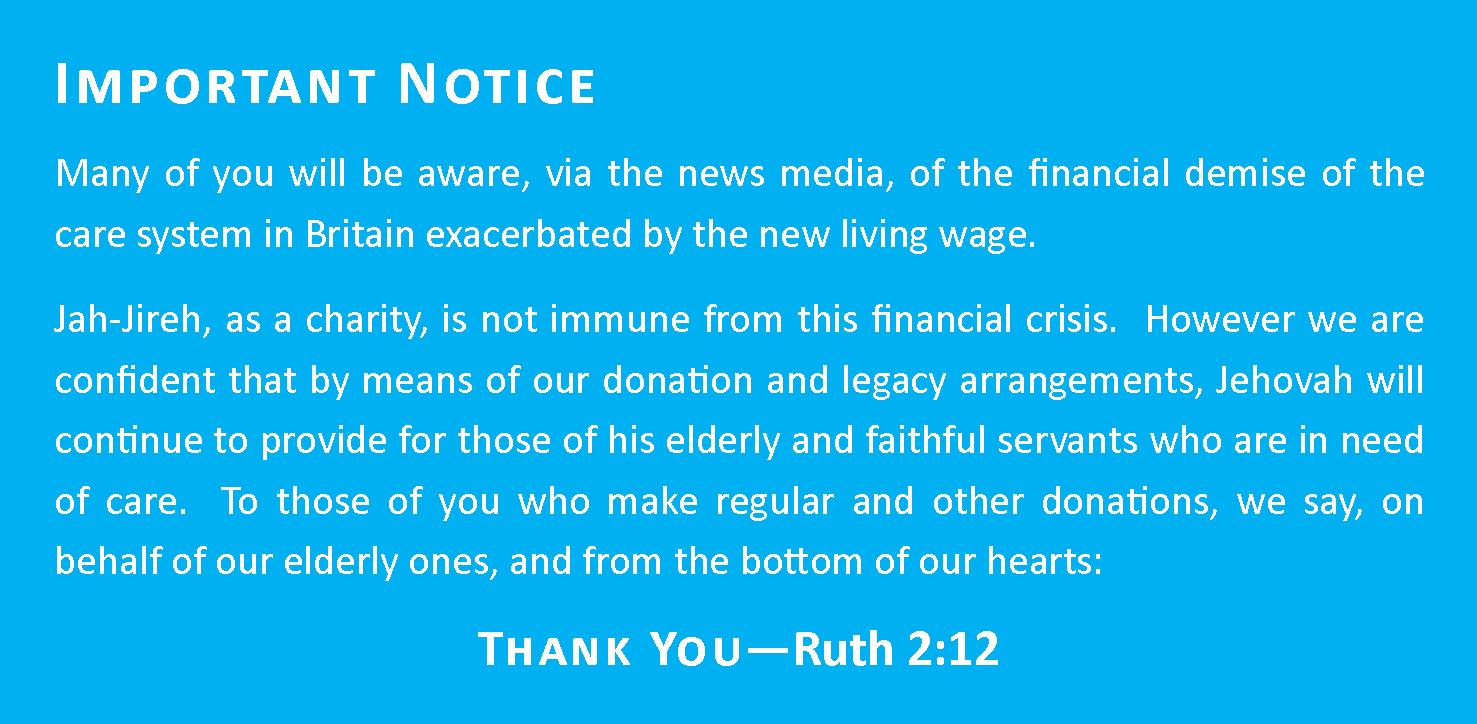 Important Notice
Many of you will be aware, via the news media, of the financial demise of the
care system in Britain exacerbated by the new living wage.
Jah-Jireh, as a charity, is not immune from this financial crisis.  However we are
confident that by means of our donation and legacy arrangements, Jehovah will
continue to provide for those of his elderly and faithful servants who are in need
of care.  To those of you who make regular and other donations, we say, on
behalf of our elderly ones, and from the bottom of our hearts:
Thank You—Ruth 2:12